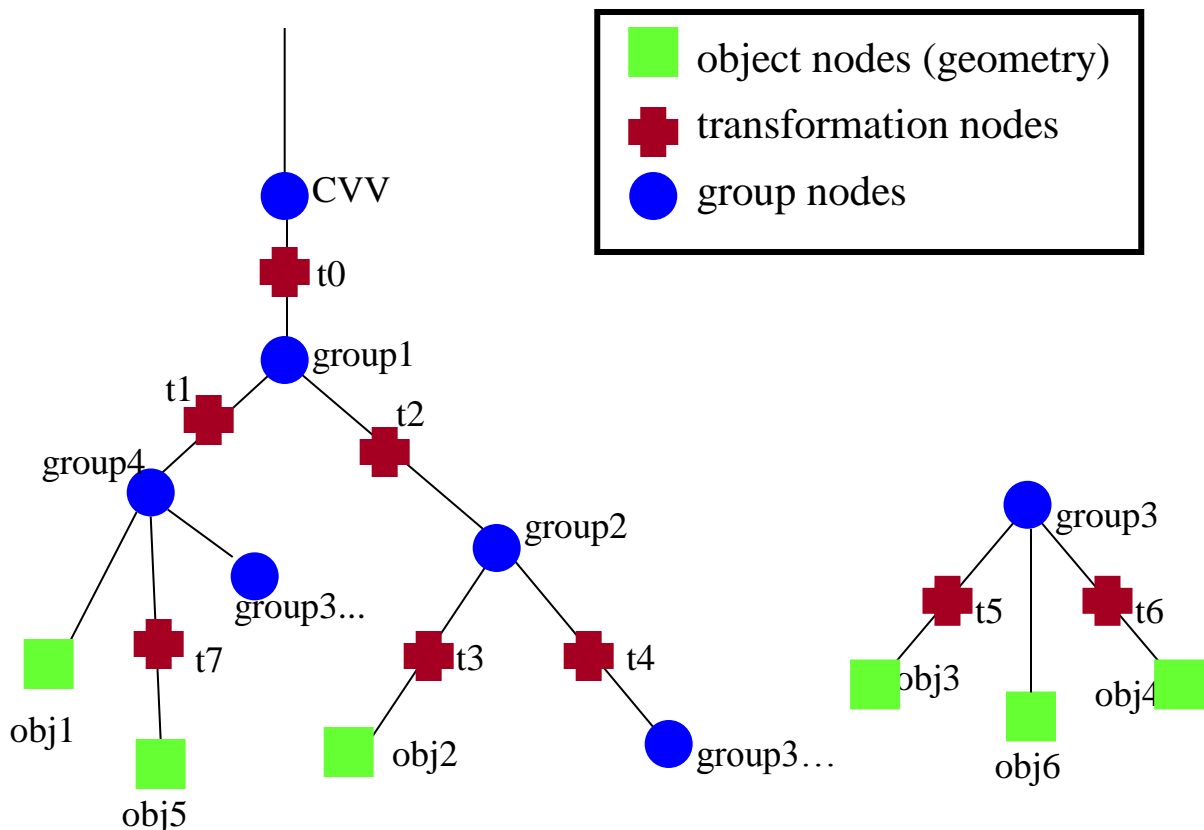 object nodes (geometry)
transformation nodes
group nodes
CVV
t0
group1
t1
t2
group4
group2
group3
group3...
t5
t6
t7
t3
t4
obj3
obj4
obj1
obj2
group3…
obj6
obj5